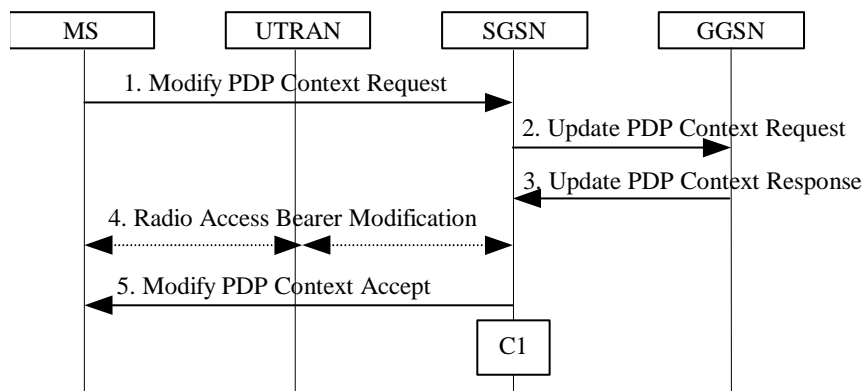 MS
UTRAN
SGSN
GGSN
1. Modify PDP Context Request
2. Update PDP Context Request
3. Update PDP Context Response
4. Radio Access Bearer Modification
5. Modify PDP Context Accept
C1